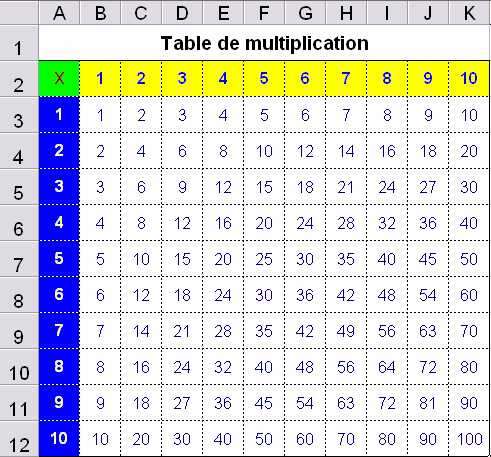 A B C D E F G H I J K
1 Table de multiplication
2 X 1 2 3 4 5 6 7 8 9 10
3 1 1 2 3 4 5 6 7 8 9 10
4 2 2 4 6 8 10 12 14 16 18 20
5 3 3 6 9 12 15 18 21 24 27 30
6 4 4 8 12 16 20 24 28 32 36 40
7 5 5 10 15 20 25 30 35 40 45 50
8 6 6 12 18 24 30 36 42 48 54 60
9 7 7 14 21 28 35 42 49 56 63 70
10 8 8 16 24 32 40 48 56 64 72 80
11 9 9 18 27 36 45 54 63 72 81 90
12 10 10 20 30 40 50 60 70 80 90 100